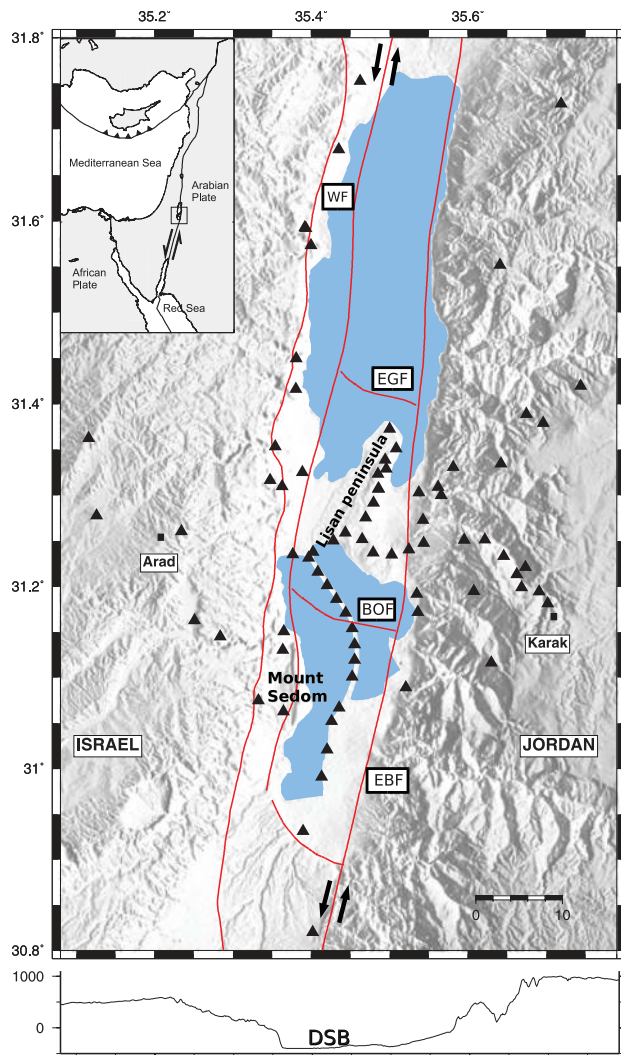 35.2° 35.4° 35.6°
31.8°
Mediterranean Sea
Arabian
Plate
African
Plate
Red Sea
WF
31.6°
EGF
31.4°
Lisan peninsula
Arad
31.2°
BOF
Karak
Mount
Sedom
ISRAEL
JORDAN
31°
EBF
0 10
30.8°
1000
0
DSB